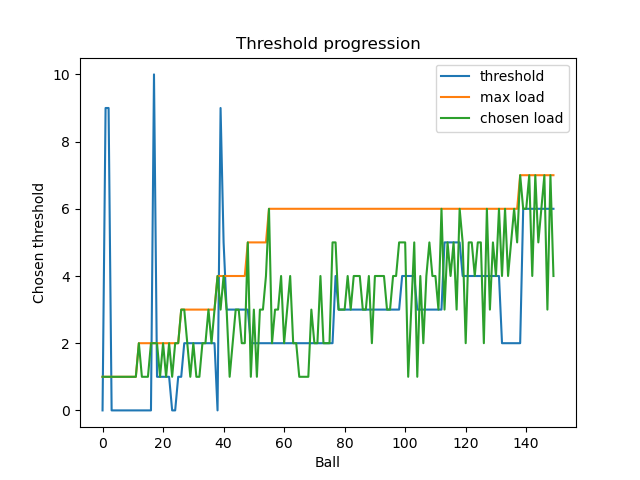 Threshold progression
threshold
max load
chosen load
Chosen threshold
10
8
6
4
2
0
0 20 40 60 80 100 120 140
Ball